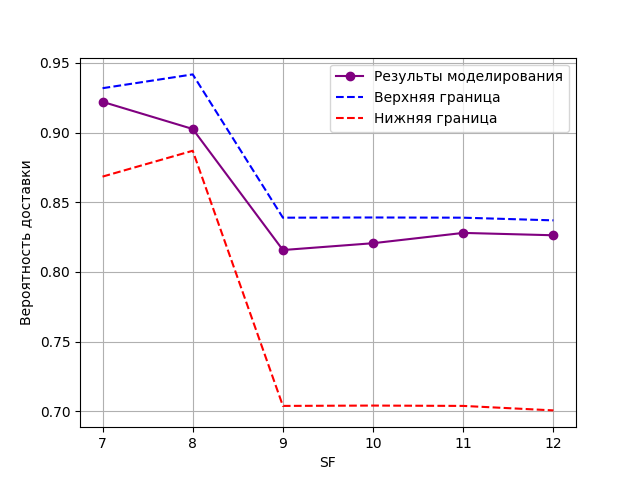 0.95
0.90
0.85
0.80
0.75
0.70
Вероятность доставки
7 8 9 10 11 12
SF
Результы моделирования
Верхняя граница
Нижняя граница